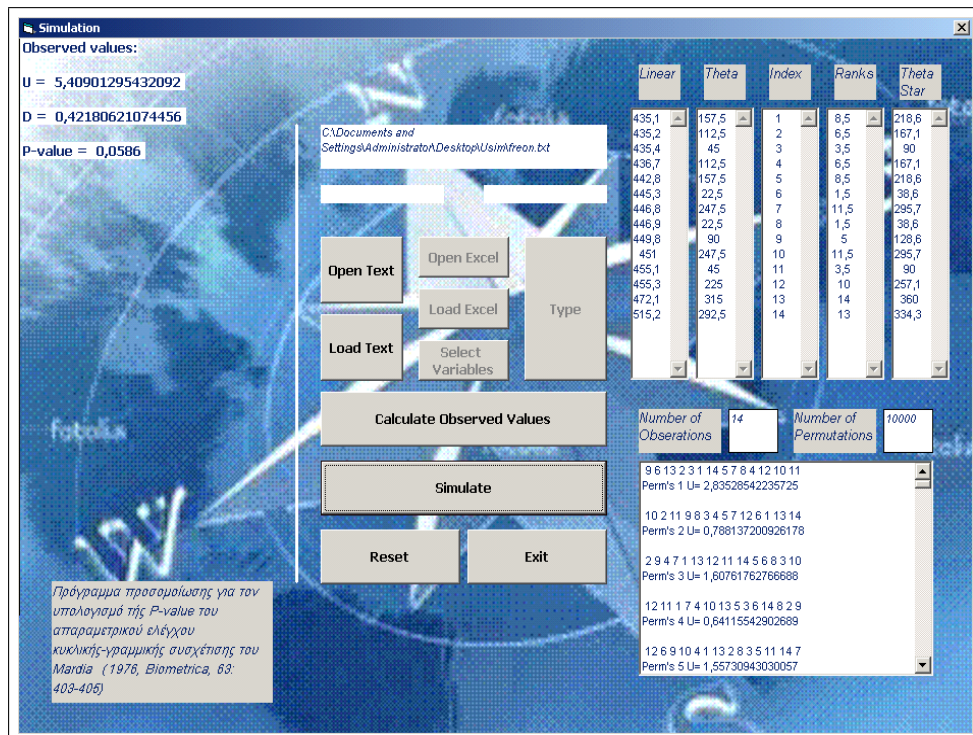 Simulation
Observed values:
U = 5,40901295432092
D = 0,42180621074456
P-value = 0,0586
C:\Documents and
Settings\Administrator\Desktop\Usim\freon.txt
Open Text
Open Excel
Load Excel
Type
Load Text
Select
Variables
Calculate Observed Values
Simulate
Reset
Exit
Linear Theta Index Ranks Theta
Star
435,1 157,5 1 8,5 218,6
435,2 112,5 2 6,5 167,1
435,4 45 3 3,5 90
436,7 112,5 4 6,5 167,1
442,8 157,5 5 8,5 218,6
445,3 22,5 6 1,5 38,6
446,8 247,5 7 11,5 295,7
446,9 22,5 8 1,5 38,6
449,8 90 9 5 128,6
451 247,5 10 11,5 295,7
455,1 45 11 3,5 90
455,3 225 12 10 257,1
472,1 315 13 14 360
515,2 292,5 14 13 334,3
Number of
Obserations
14
Number of
Permutations
10000
9 6 13 2 3 1 14 5 7 8 4 12 10 11
Perm's 1 U= 2,83528542235725
10 2 11 9 8 3 4 5 7 12 6 1 13 14
Perm's 2 U= 0,788137200926178
2 9 4 7 1 13 12 11 14 5 6 8 3 10
Perm's 3 U= 1,60761762766688
12 11 1 7 4 10 13 5 3 6 14 8 2 9
Perm's 4 U= 0,64115542902689
12 6 9 10 4 1 13 2 8 3 5 11 14 7
Perm's 5 U= 1,55730943030057
Πρόγραμμα προσομοίωσης για τον
υπολογισμό τής P-value του
απαραμετρικού ελέγχου
κυκλικής-γραμμικής συσχέτισης του
Mardia (1976, Biometrica, 63:
403-405)
fotolix